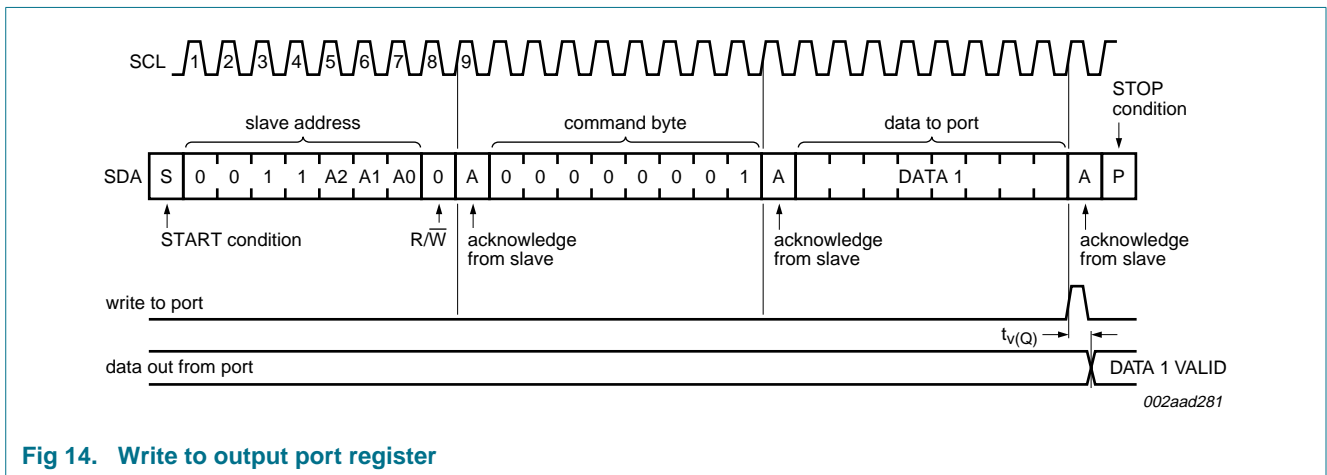 SCL 1 2 3 4 5 6 7 8 9
STOP
condition
slave address command byte data to port
SDA S 0 0 1 1 A2 A1 A0 0 A 0 0 0 0 0 0 0 1 A DATA 1 A P
START condition R/W̅ acknowledge
from slave acknowledge
from slave acknowledge
from slave
write to port
tv(Q)
data out from port DATA 1 VALID
002aad281
Fig 14. Write to output port register